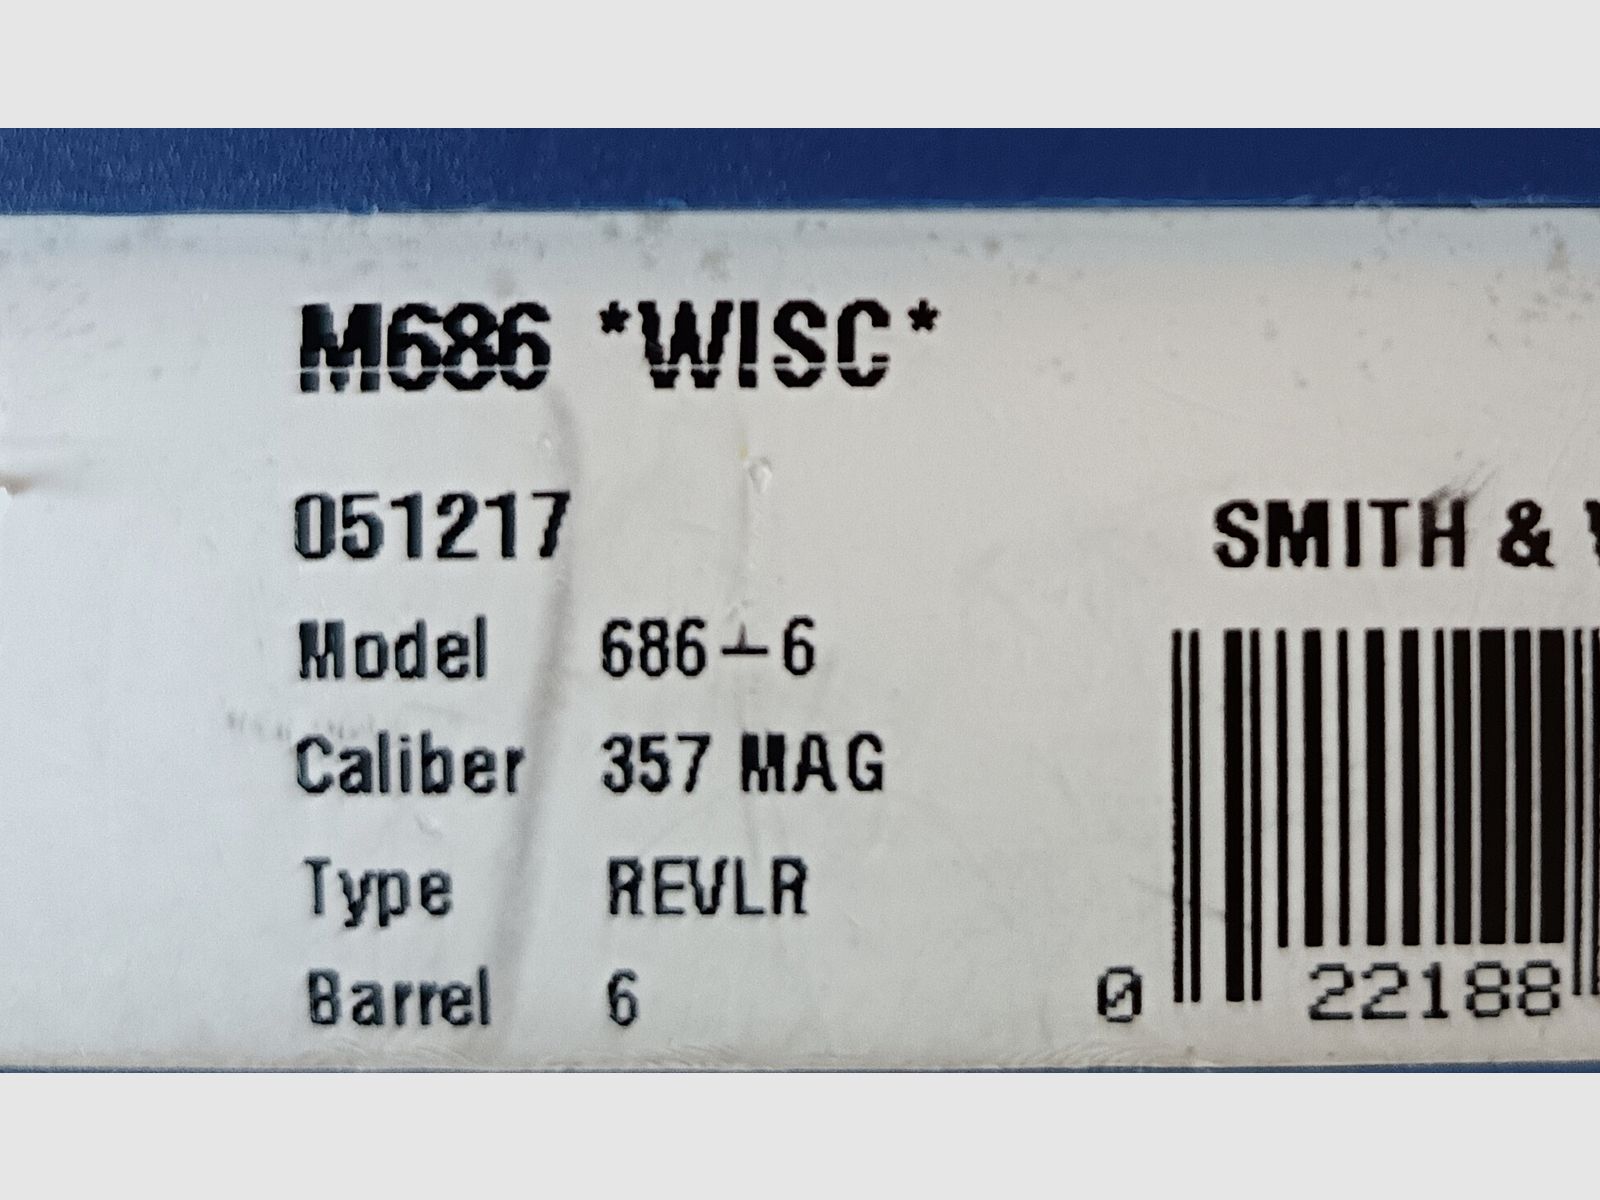 M686 *WISC*
051217
SMITH &
Model 686-6
Caliber 357 MAG
Type REVLR
Barrel 6
0 22188